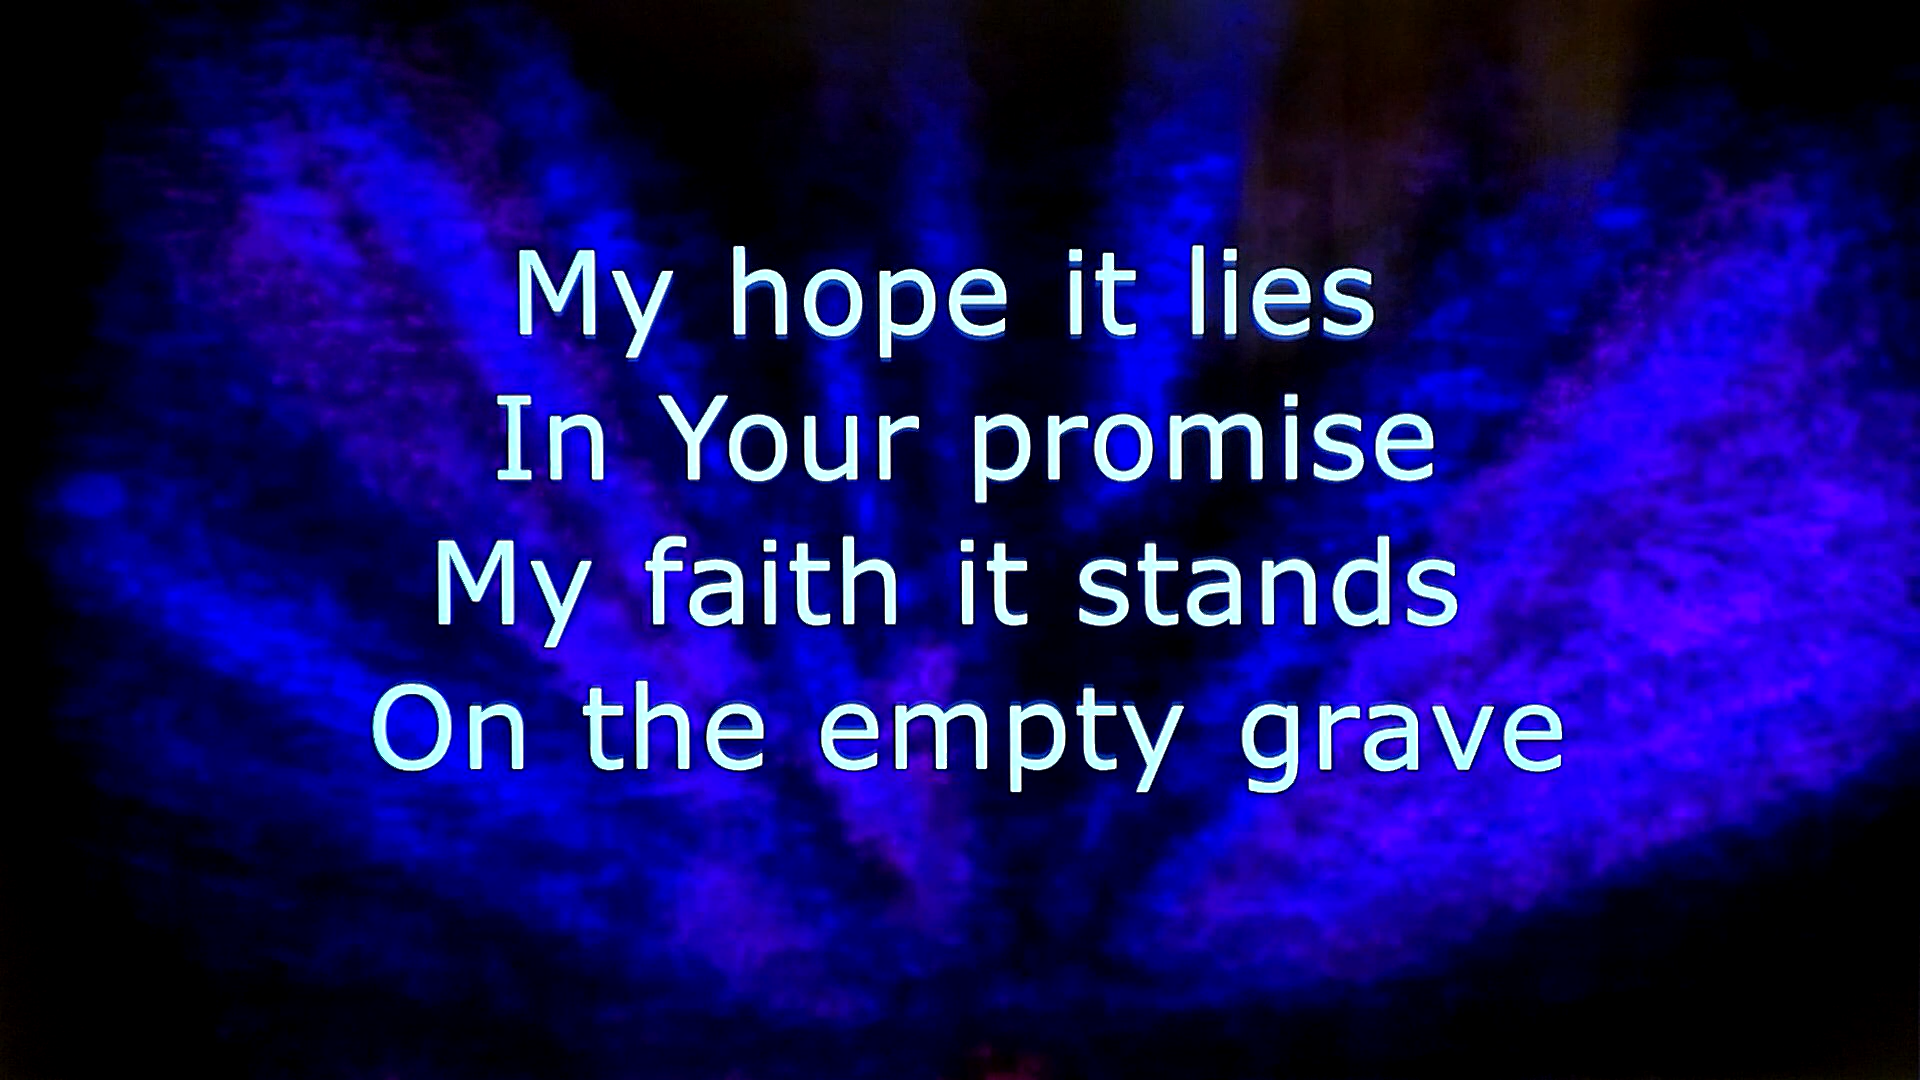 My hope it lies
In Your promise
My faith it stands
On the empty grave